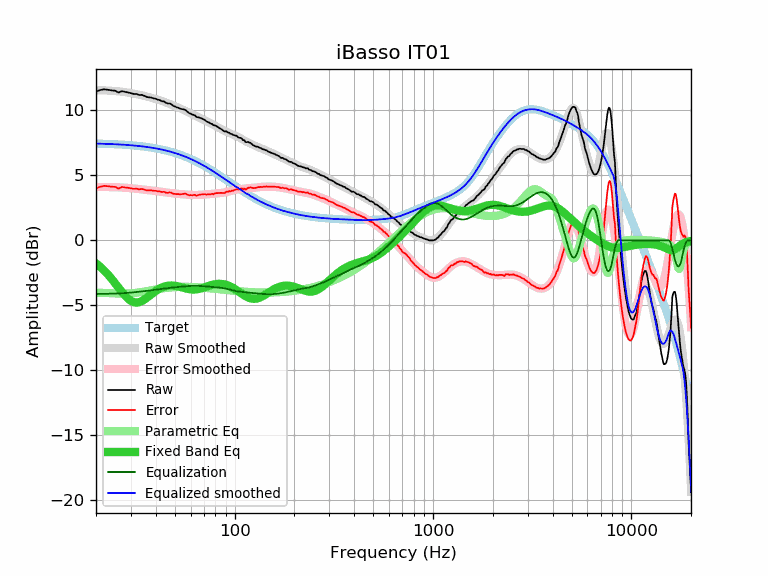 iBasso IT01
Amplitude (dBr)
10
5
0
−5
−10
−15
−20
Target
Raw Smoothed
Error Smoothed
Raw
Error
Parametric Eq
Fixed Band Eq
Equalization
Equalized smoothed
100
1000
10000
Frequency (Hz)